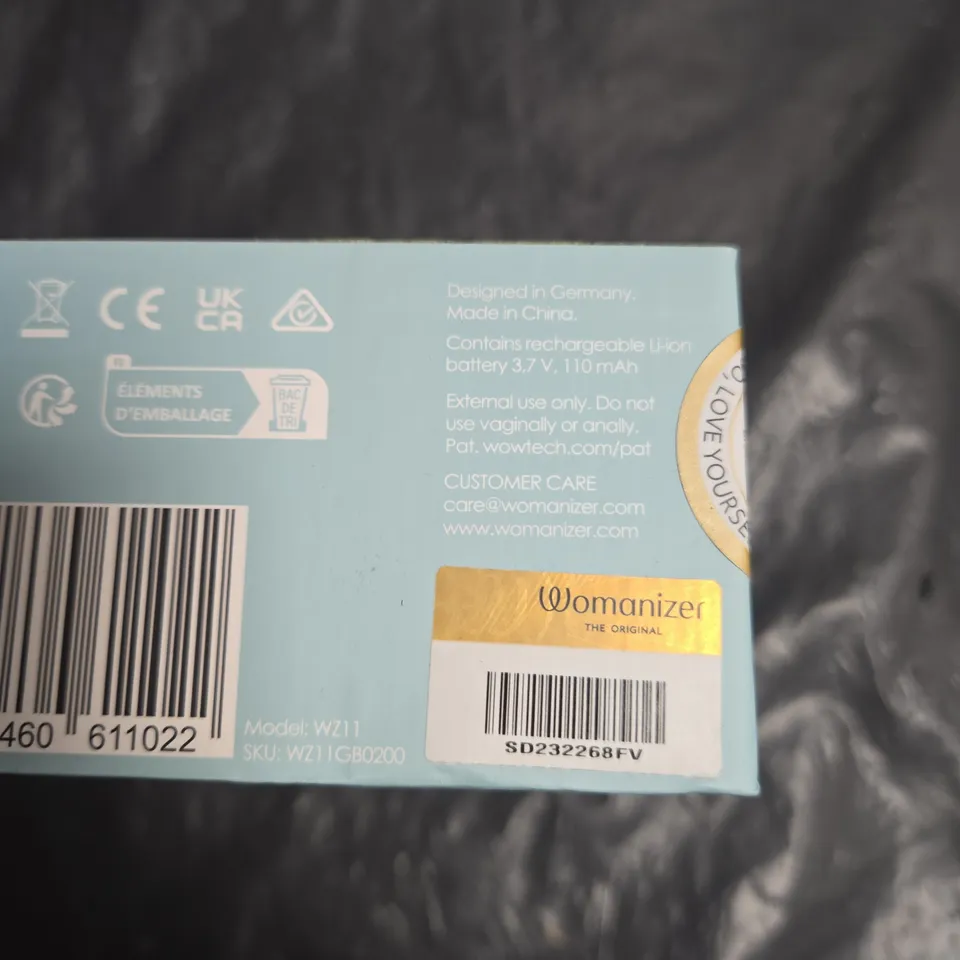 CE
UK
CA
Designed in Germany.
Made in China.
Contains rechargeable Li-ion
battery 3.7 V, 110 mAh
External use only. Do not
use vaginally or anally.
Pat. wowtech.com/pat
CUSTOMER CARE
care@womanizer.com
www.womanizer.com
FR
ÉLÉMENTS
D'EMBALLAGE
BAC
DE
TRI
, LOVE YOURSE
Womanizer
THE ORIGINAL
SD232268FV
460 611022
Model: WZ11
SKU: WZ11GB0200